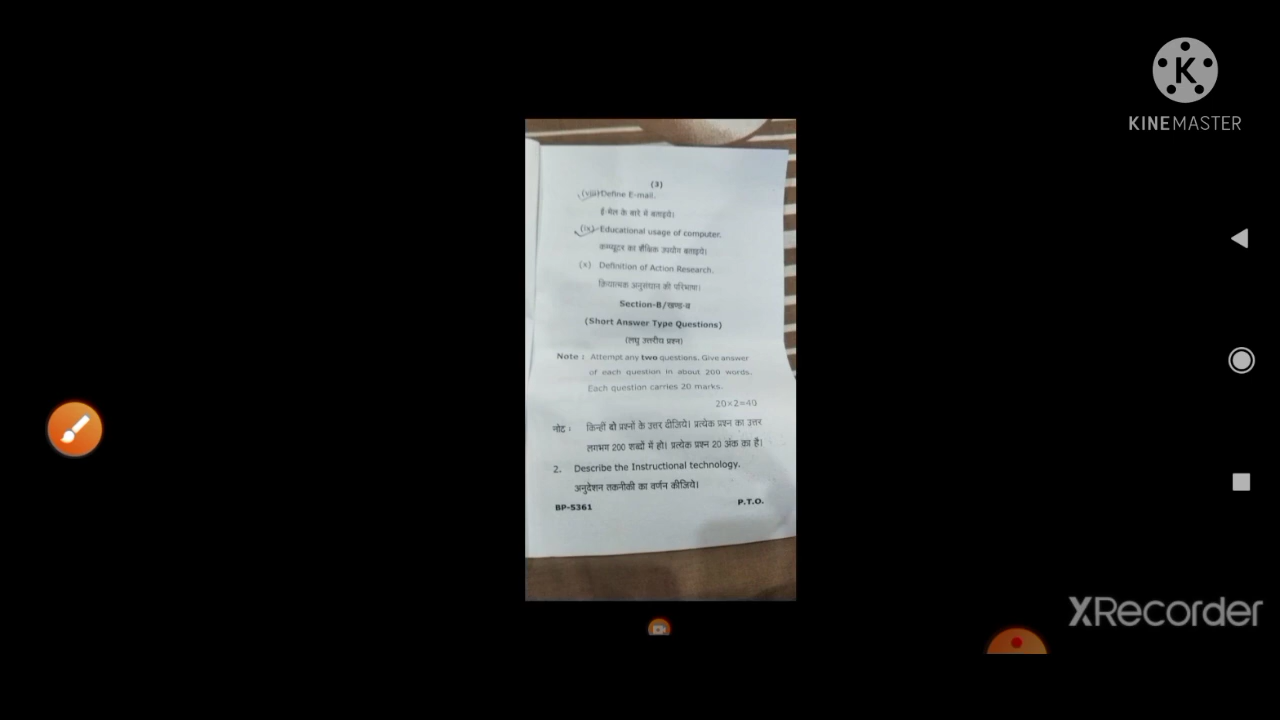 KINEMASTER
(3)
(viii) Define E-mail.
ई-मेल के बारे में बताइये।
(ix) Educational usage of computer.
कम्प्यूटर का शैक्षिक उपयोग बताइये।
(x) Definition of Action Research.
क्रियात्मक अनुसंधान की परिभाषा।
Section-B/खण्ड-ब
(Short Answer Type Questions)
(लघु उत्तरीय प्रश्न)
Note : Attempt any two questions. Give answer
of each question in about 200 words.
Each question carries 20 marks.
20×2=40
नोट : किन्हीं दो प्रश्नों के उत्तर दीजिये। प्रत्येक प्रश्न का उत्तर
लगभग 200 शब्दों में हो। प्रत्येक प्रश्न 20 अंक का है।
2. Describe the Instructional technology.
अनुदेशन तकनीकी का वर्णन कीजिये।
BP-5361 P.T.O.
XRecorder